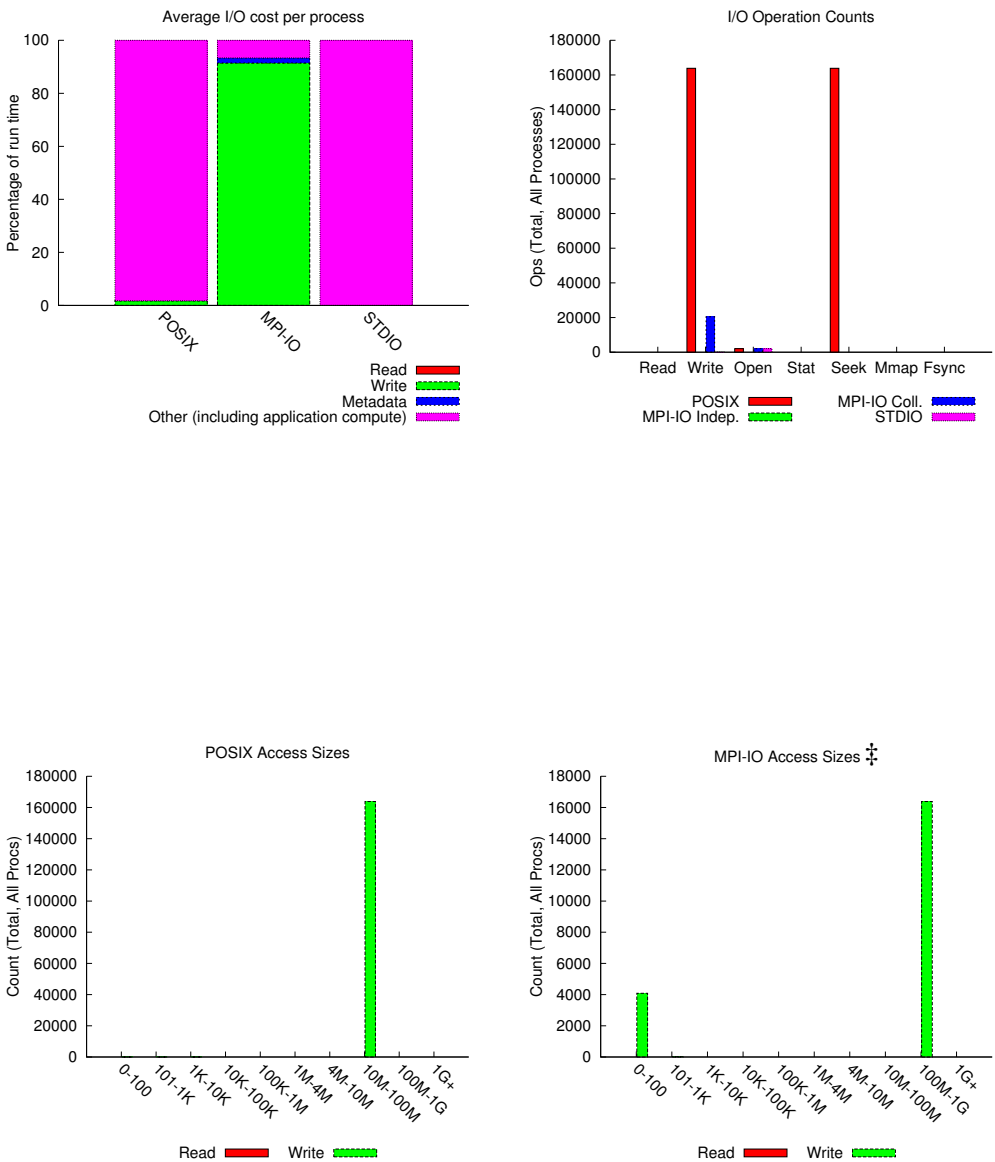 Average I/O cost per process
100
80
60
40
20
0
Percentage of run time
POSIX
MPI-IO
STDIO
Read
Write
Metadata
Other (including application compute)
I/O Operation Counts
180000
160000
140000
120000
100000
80000
60000
40000
20000
0
Ops (Total, All Processes)
Read Write Open Stat Seek Mmap Fsync
POSIX
MPI-IO Indep.
MPI-IO Coll.
STDIO
POSIX Access Sizes
180000
160000
140000
120000
100000
80000
60000
40000
20000
0
Count (Total, All Procs)
0-100
101-1K
1K-10K
10K-100K
100K-1M
1M-4M
4M-10M
10M-100M
100M-1G
1G+
Read Write
MPI-IO Access Sizes ‡
18000
16000
14000
12000
10000
8000
6000
4000
2000
0
Count (Total, All Procs)
0-100
101-1K
1K-10K
10K-100K
100K-1M
1M-4M
4M-10M
10M-100M
100M-1G
1G+
Read Write